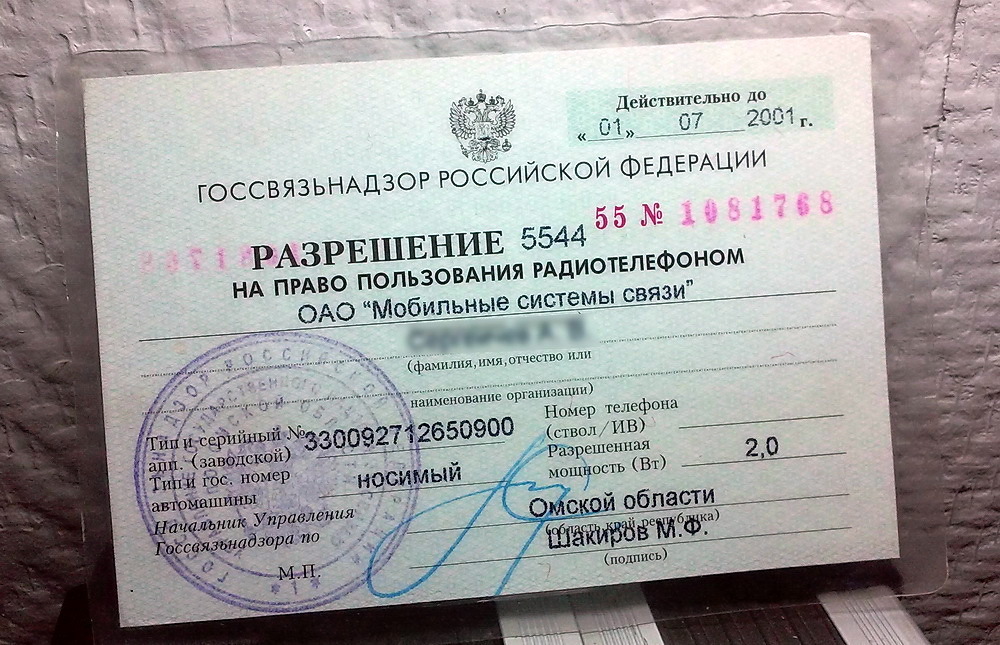 Действительно до
« 01 » 07 2001 г.
ГОССВЯЗЬНАДЗОР РОССИЙСКОЙ ФЕДЕРАЦИИ
55 № 1081768
РАЗРЕШЕНИЕ 5544
НА ПРАВО ПОЛЬЗОВАНИЯ РАДИОТЕЛЕФОНОМ
ОАО “Мобильные системы связи”
(фамилия, имя, отчество или
наименование организации)
Тип и серийный № 330092712650900
апп. (заводской)
Номер телефона
(ствол/ИВ)
Тип и гос. номер носимый
автомашины
Разрешенная 2,0
мощность (Вт)
Начальник Управления
Госсвязьнадзора по
Омской области
(область край республика)
Шакиров М.Ф.
(подпись)
М.П.